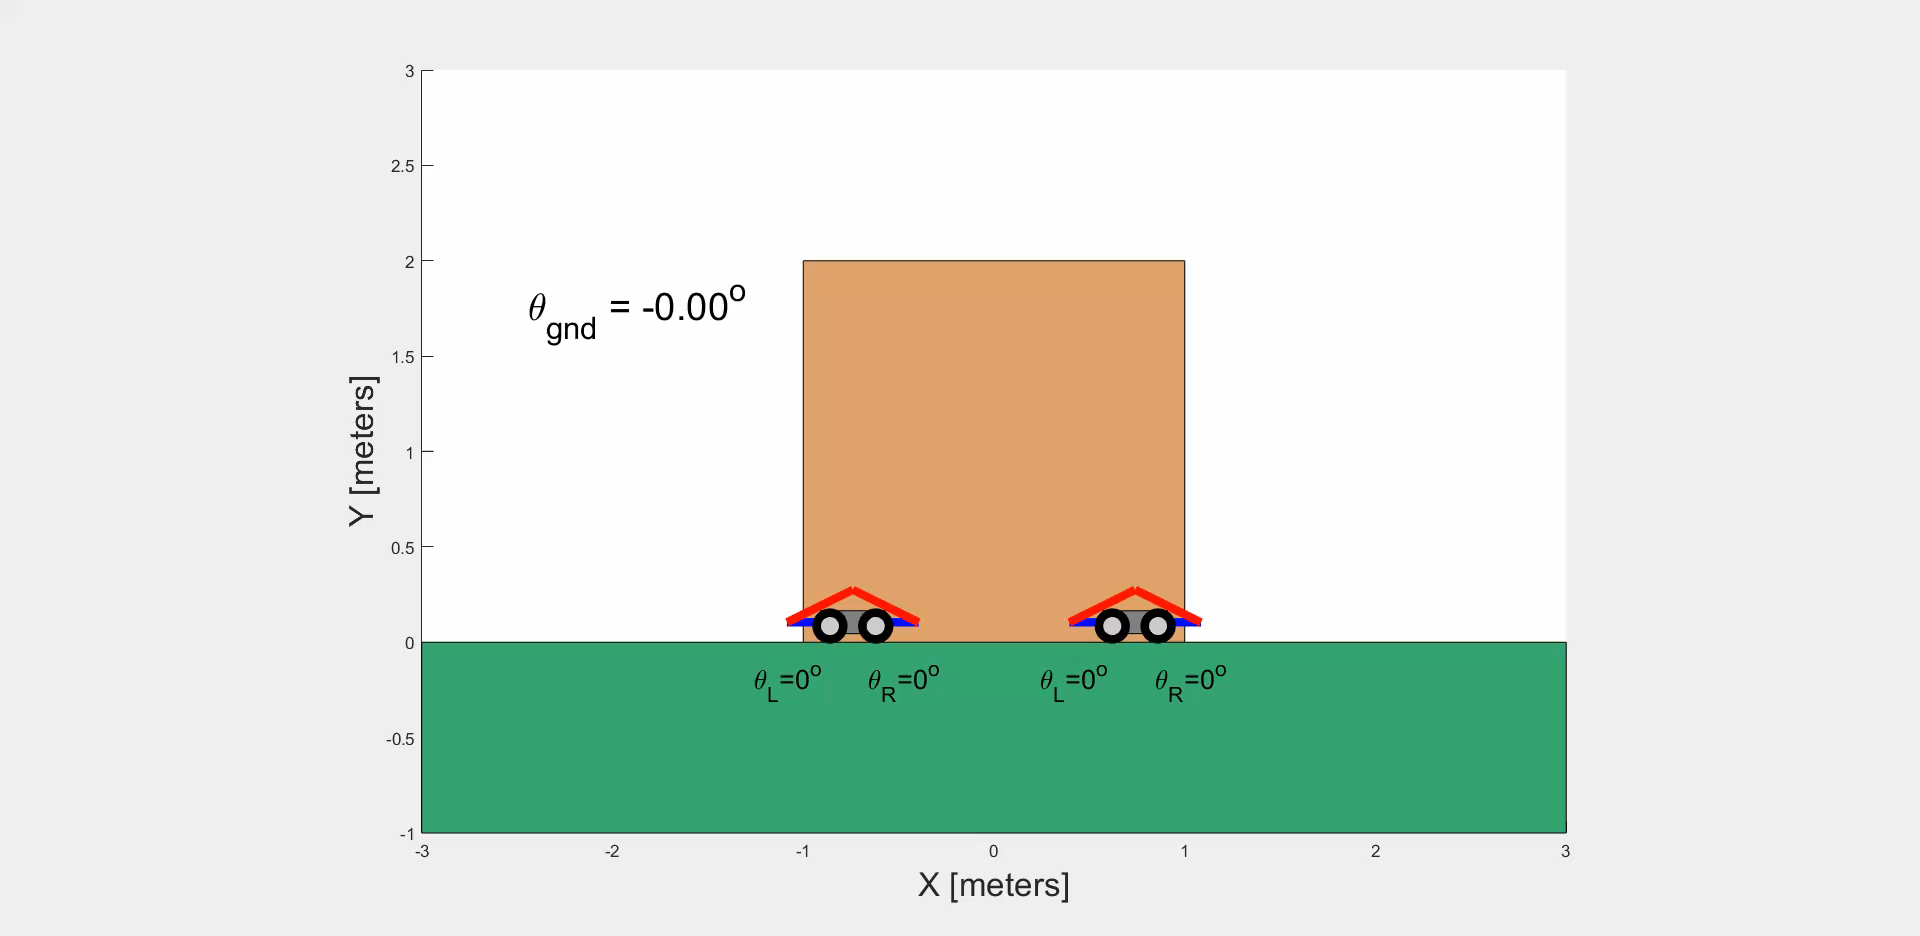 3
2.5
2
θgnd = -0.00o
1.5
Y [meters]
1
0.5
0
θL=0o θR=0o θL=0o θR=0o
-0.5
-1
-3 -2 -1 0 1 2 3
X [meters]